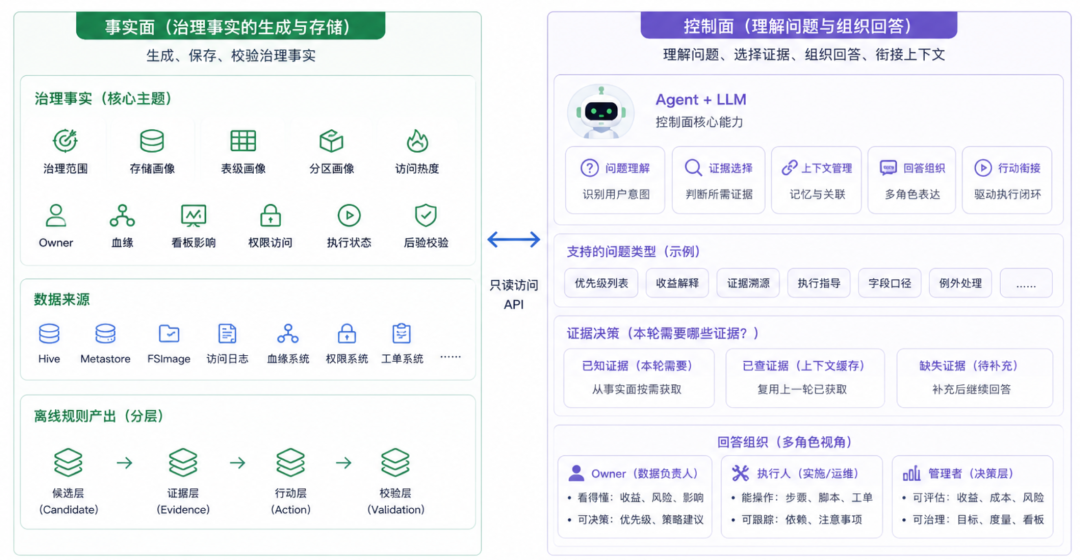 事实面（治理事实的生成与存储）
生成、保存、校验治理事实
治理事实（核心主题）
治理范围
存储画像
表级画像
分区画像
访问热度
Owner
血缘
看板影响
权限访问
执行状态
后验校验
数据来源
Hive
Metastore
FSImage
访问日志
血缘系统
权限系统
工单系统
······
离线规则产出（分层）
候选层
(Candidate)
证据层
(Evidence)
行动层
(Action)
校验层
(Validation)
只读访问
API
控制面（理解问题与组织回答）
理解问题、选择证据、组织回答、衔接上下文
Agent + LLM
控制面核心能力
问题理解
识别用户意图
证据选择
判断所需证据
上下文管理
记忆与关联
回答组织
多角色表达
行动衔接
驱动执行闭环
支持的问题类型（示例）
优先级列表
收益解释
证据溯源
执行指导
字段口径
例外处理
······
证据决策（本轮需要哪些证据？）
已知证据（本轮需要）
从事实面按需获取
已查证据（上下文缓存）
复用上一轮已获取
缺失证据（待补充）
补充后继续回答
回答组织（多角色视角）
Owner（数据负责人）
• 看得懂：收益、风险、影响
• 可决策：优先级、策略建议
执行人（实施/运维）
• 能操作：步骤、脚本、工单
• 可跟踪：依赖、注意事项
管理者（决策层）
• 可评估：收益、成本、风险
• 可治理：目标、度量、看板